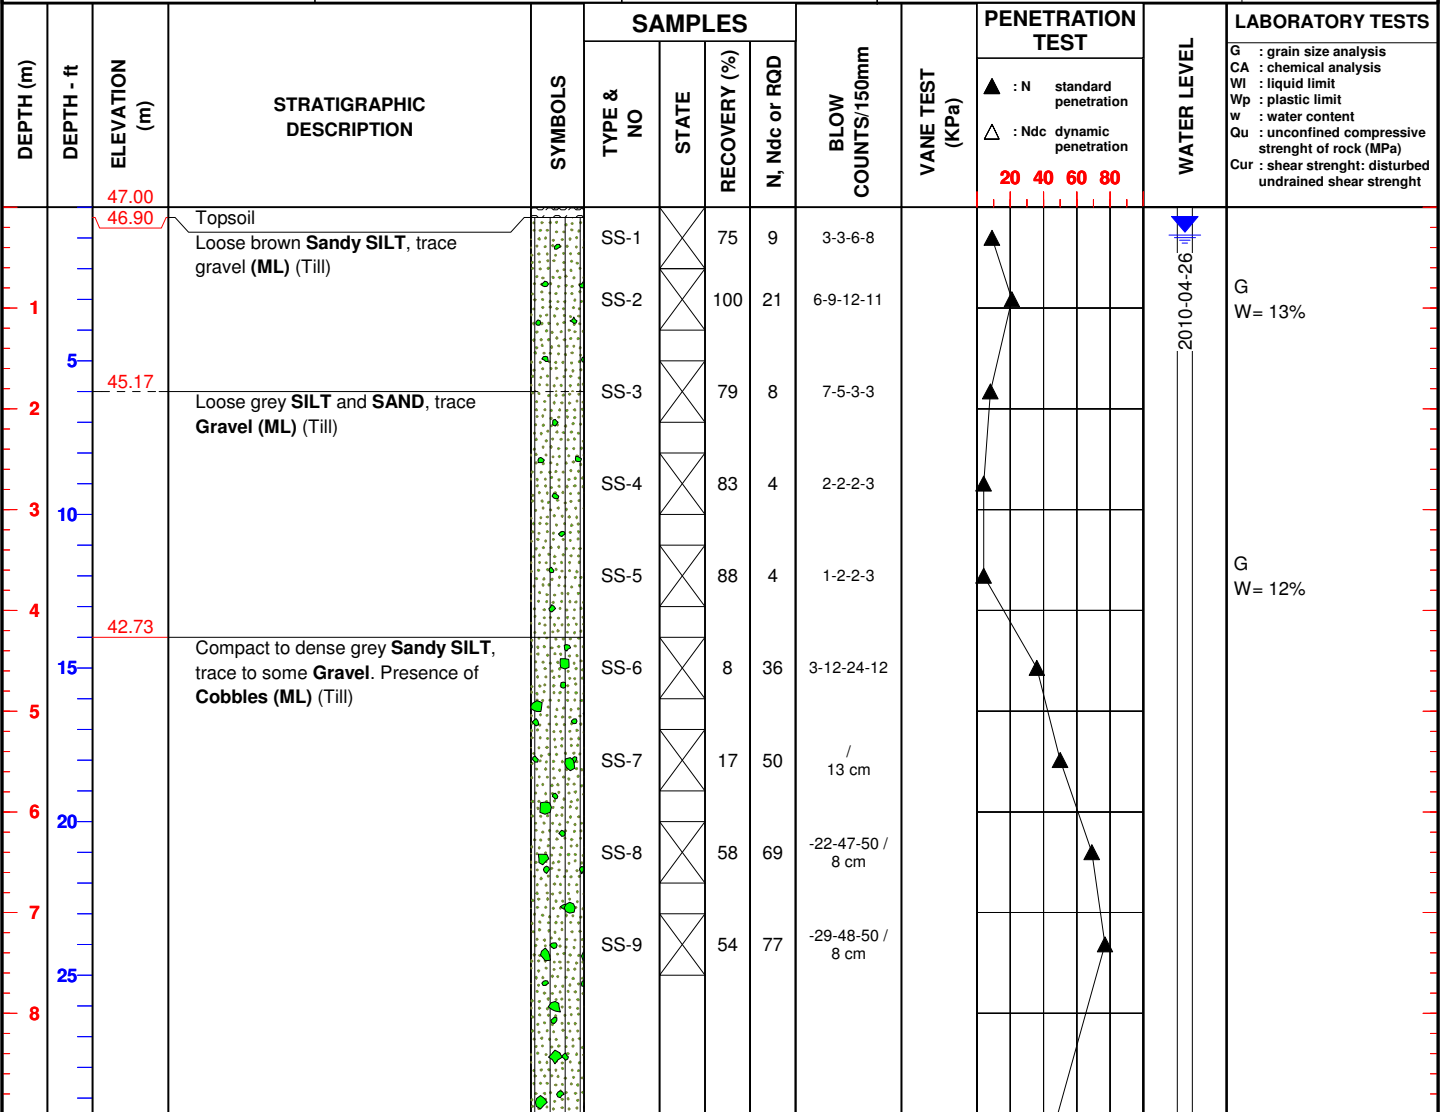 DEPTH (m)
DEPTH - ft
ELEVATION (m)
STRATIGRAPHIC
DESCRIPTION
SYMBOLS
SAMPLES
TYPE & NO
STATE
RECOVERY (%)
N, Ndc or RQD
BLOW COUNTS/150mm
VANE TEST (KPa)
PENETRATION
TEST
: N standard
penetration
: Ndc dynamic
penetration
20 40 60 80
WATER LEVEL
LABORATORY TESTS
G : grain size analysis
CA : chemical analysis
Wl : liquid limit
Wp : plastic limit
w : water content
Qu : unconfined compressive
strenght of rock (MPa)
Cur : shear strenght: disturbed
undrained shear strenght
47.00
46.90 Topsoil
Loose brown Sandy SILT, trace
gravel (ML) (Till)
SS-1 75 9 3-3-6-8
2010-04-26
SS-2 100 21 6-9-12-11
G
W= 13%
1
5
45.17
Loose grey SILT and SAND, trace
Gravel (ML) (Till)
SS-3 79 8 7-5-3-3
2
SS-4 83 4 2-2-2-3
3
10
SS-5 88 4 1-2-2-3
G
W= 12%
4
42.73
Compact to dense grey Sandy SILT,
trace to some Gravel. Presence of
Cobbles (ML) (Till)
15
SS-6 8 36 3-12-24-12
5
SS-7 17 50 /
13 cm
6
20
SS-8 58 69 -22-47-50 /
8 cm
7
SS-9 54 77 -29-48-50 /
8 cm
25
8